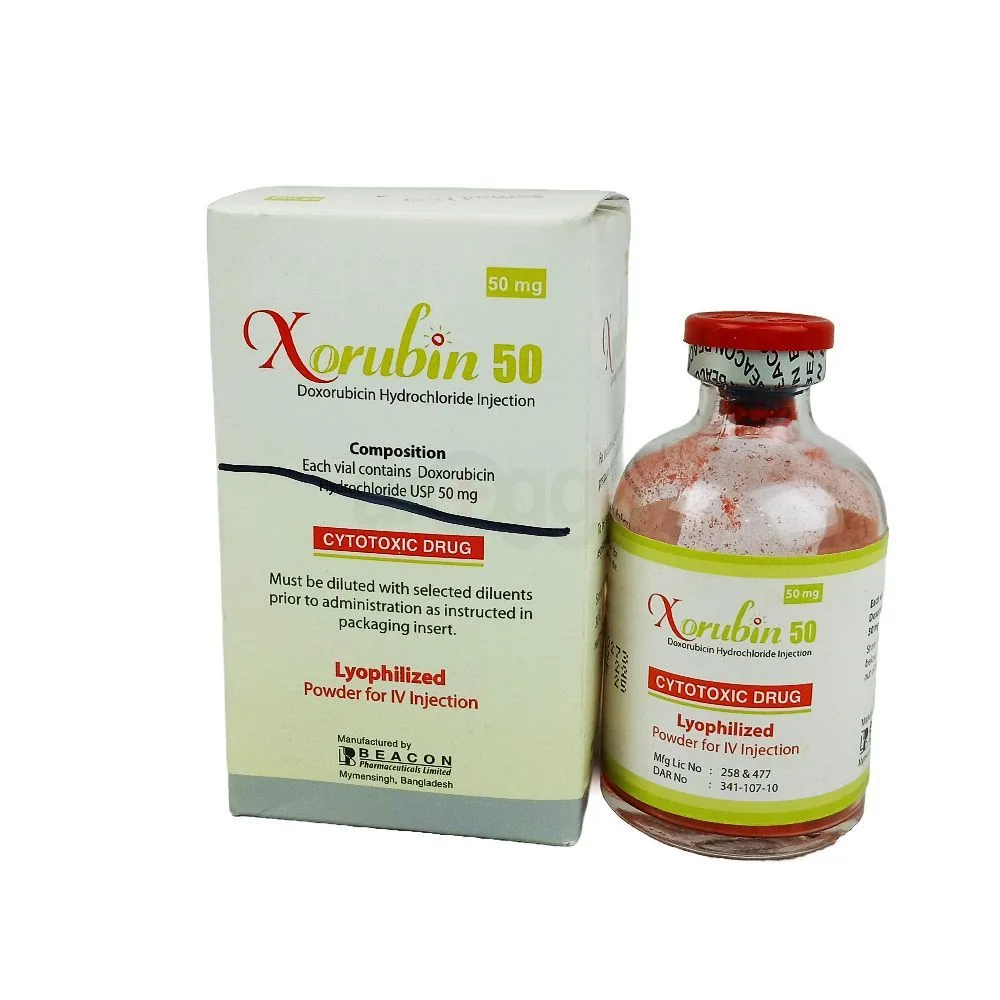 50 mg
Xorubin 50
Doxorubicin Hydrochloride Injection
Composition
Each vial contains Doxorubicin
Hydrochloride USP 50 mg
CYTOTOXIC DRUG
Must be diluted with selected diluents
prior to administration as instructed in
packaging insert.
Lyophilized
Powder for IV Injection
Manufactured by
BEACON
Pharmaceuticals Limited
Mymensingh, Bangladesh
50 mg
Xorubin 50
Doxorubicin Hydrochloride Injection
CYTOTOXIC DRUG
Lyophilized
Powder for IV Injection
Mfg Lic No : 258 & 477
DAR No : 341-107-10